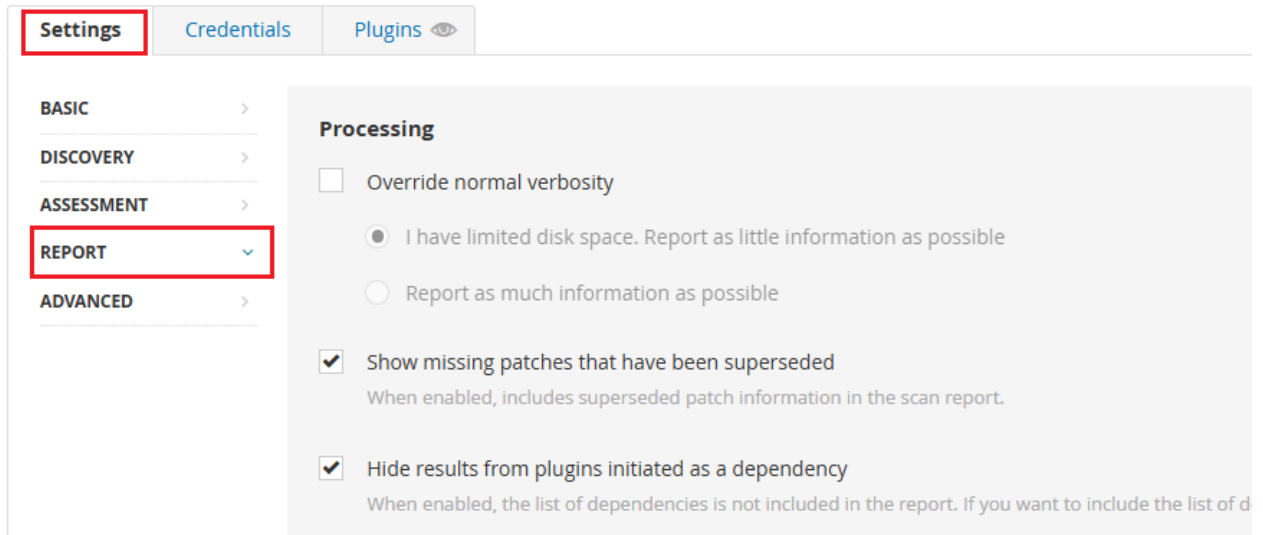 Settings
Credentials
Plugins
BASIC
DISCOVERY
ASSESSMENT
REPORT
ADVANCED
Processing
Override normal verbosity
I have limited disk space. Report as little information as possible
Report as much information as possible
Show missing patches that have been superseded
When enabled, includes superseded patch information in the scan report.
Hide results from plugins initiated as a dependency
When enabled, the list of dependencies is not included in the report. If you want to include the list of